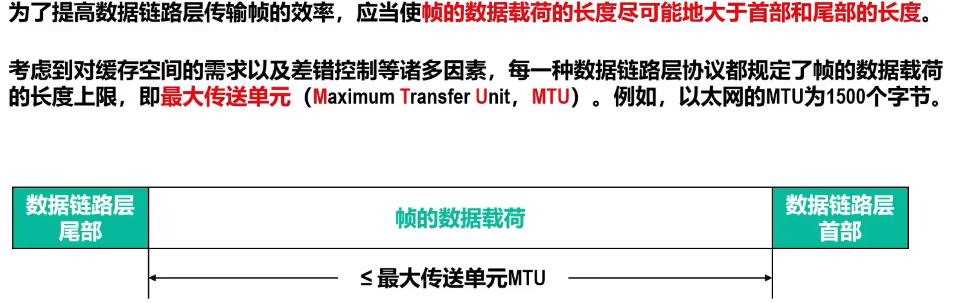 为了提高数据链路层传输帧的效率，应当使帧的数据载荷的长度尽可能地大于首部和尾部的长度。
考虑到对缓存空间的需求以及差错控制等诸多因素，每一种数据链路层协议都规定了帧的数据载荷
的长度上限，即最大传送单元（Maximum Transfer Unit，MTU）。例如，以太网的MTU为1500个字节。
数据链路层
尾部
帧的数据载荷
数据链路层
首部
≤最大传送单元MTU